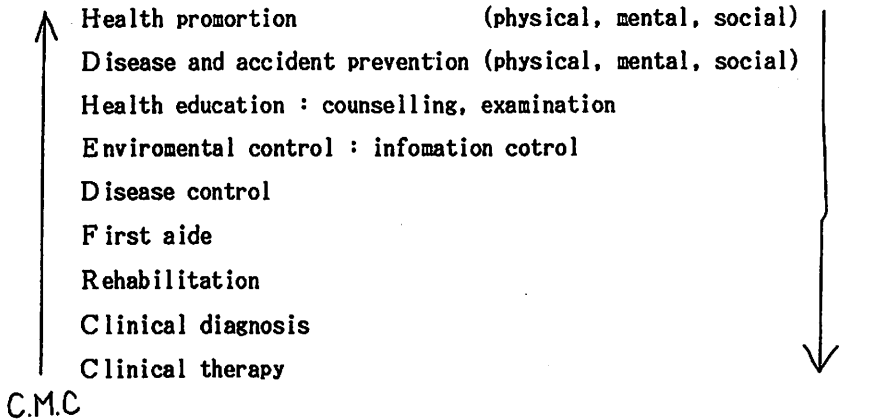 Health promortion (physical, mental, social)
Disease and accident prevention (physical, mental, social)
Health education : counselling, examination
Enviromental control : infomation cotrol
Disease control
First aide
Rehabilitation
Clinical diagnosis
Clinical therapy
C.M.C